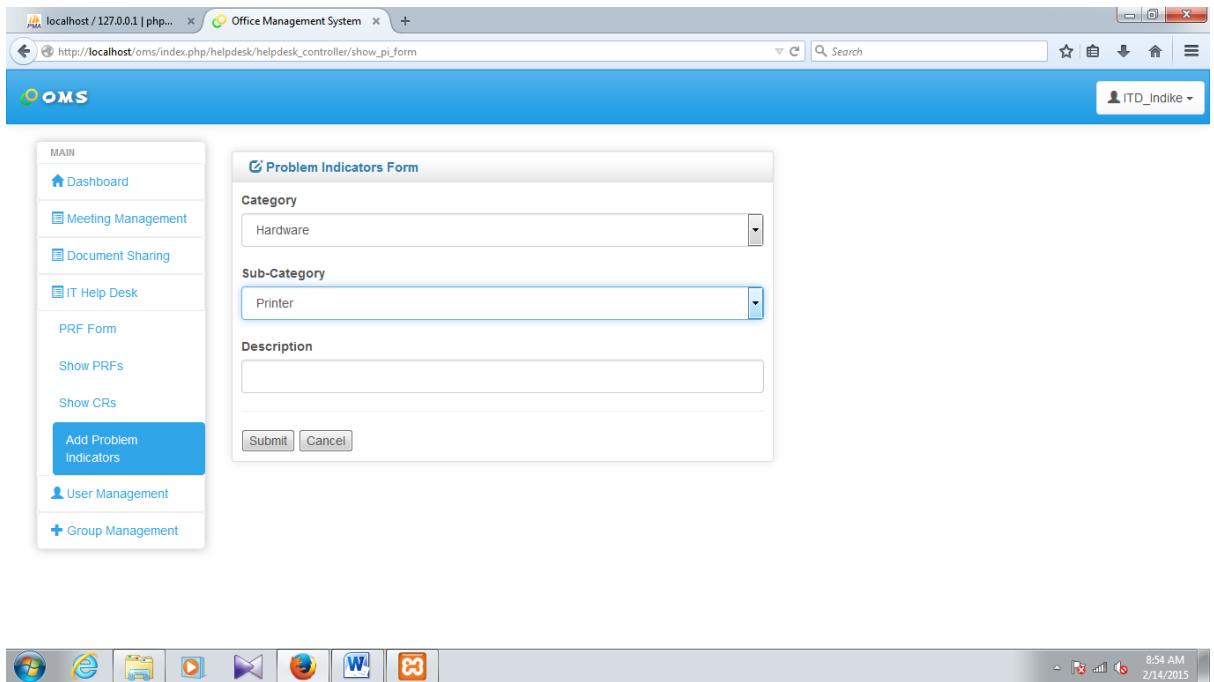 localhost / 127.0.0.1 | php...
Office Management System
http://localhost/oms/index.php/helpdesk/helpdesk_controller/show_pi_form
Search
OMS
ITD_Indike
MAIN
Dashboard
Meeting Management
Document Sharing
IT Help Desk
PRF Form
Show PRFs
Show CRs
Add Problem
Indicators
User Management
Group Management
Problem Indicators Form
Category
Hardware
Sub-Category
Printer
Description
Submit
Cancel
8:54 AM
2/14/2015